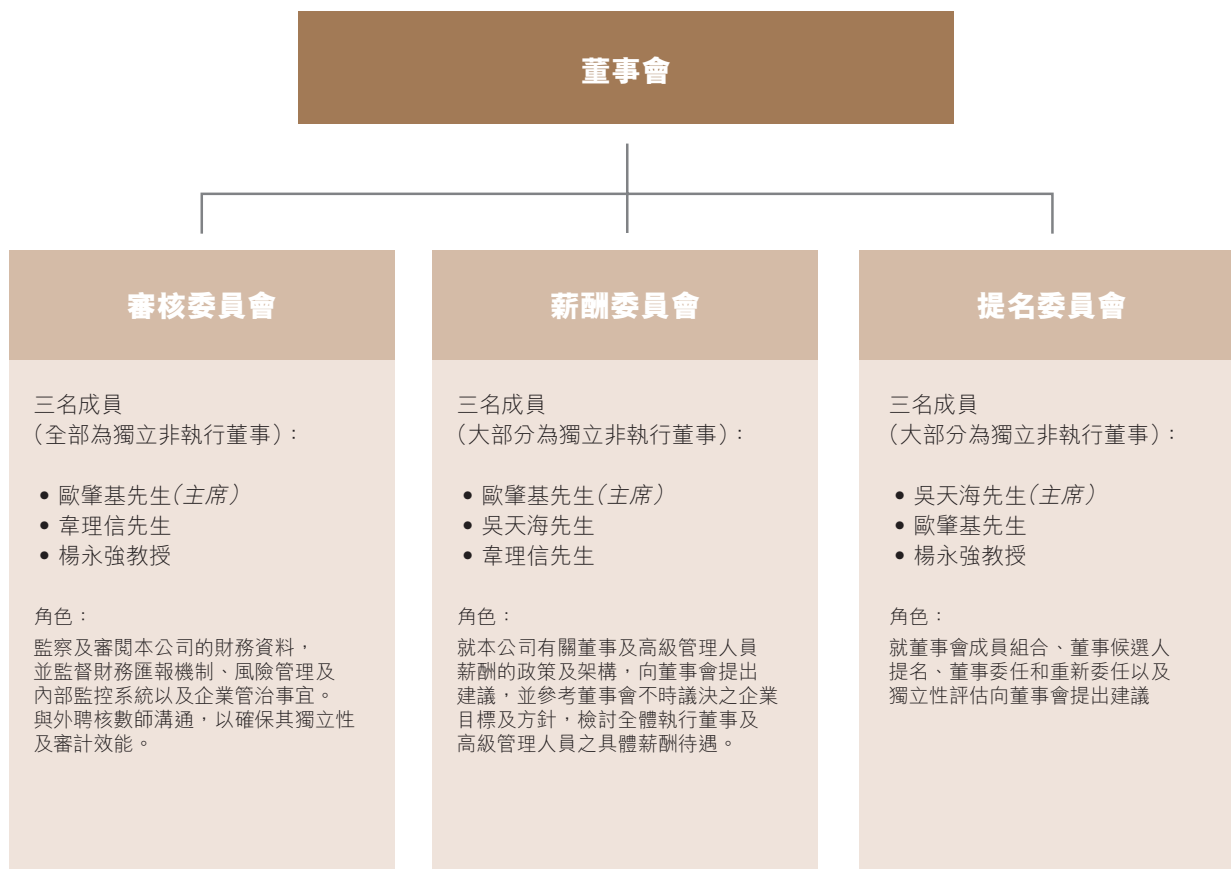 董事會
審核委員會
三名成員
(全部為獨立非執行董事)：
• 歐肇基先生(主席)
• 韋理信先生
• 楊永強教授
角色：
監察及審閱本公司的財務資料，
並監督財務匯報機制、風險管理及
內部監控系統以及企業管治事宜。
與外聘核數師溝通，以確保其獨立性
及審計效能。
薪酬委員會
三名成員
(大部分為獨立非執行董事)：
• 歐肇基先生(主席)
• 吳天海先生
• 韋理信先生
角色：
就本公司有關董事及高級管理人員
薪酬的政策及架構，向董事會提出
建議，並參考董事會不時議決之企業
目標及方針，檢討全體執行董事及
高級管理人員之具體薪酬待遇。
提名委員會
三名成員
(大部分為獨立非執行董事)：
• 吳天海先生(主席)
• 歐肇基先生
• 楊永強教授
角色：
就董事會成員組合、董事候選人
提名、董事委任和重新委任以及
獨立性評估向董事會提出建議